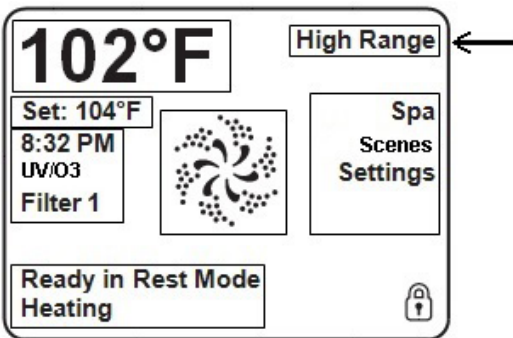 102°F
High Range
Set: 104°F
8:32 PM
UV/O3
Filter 1
Spa
Scenes
Settings
Ready in Rest Mode
Heating